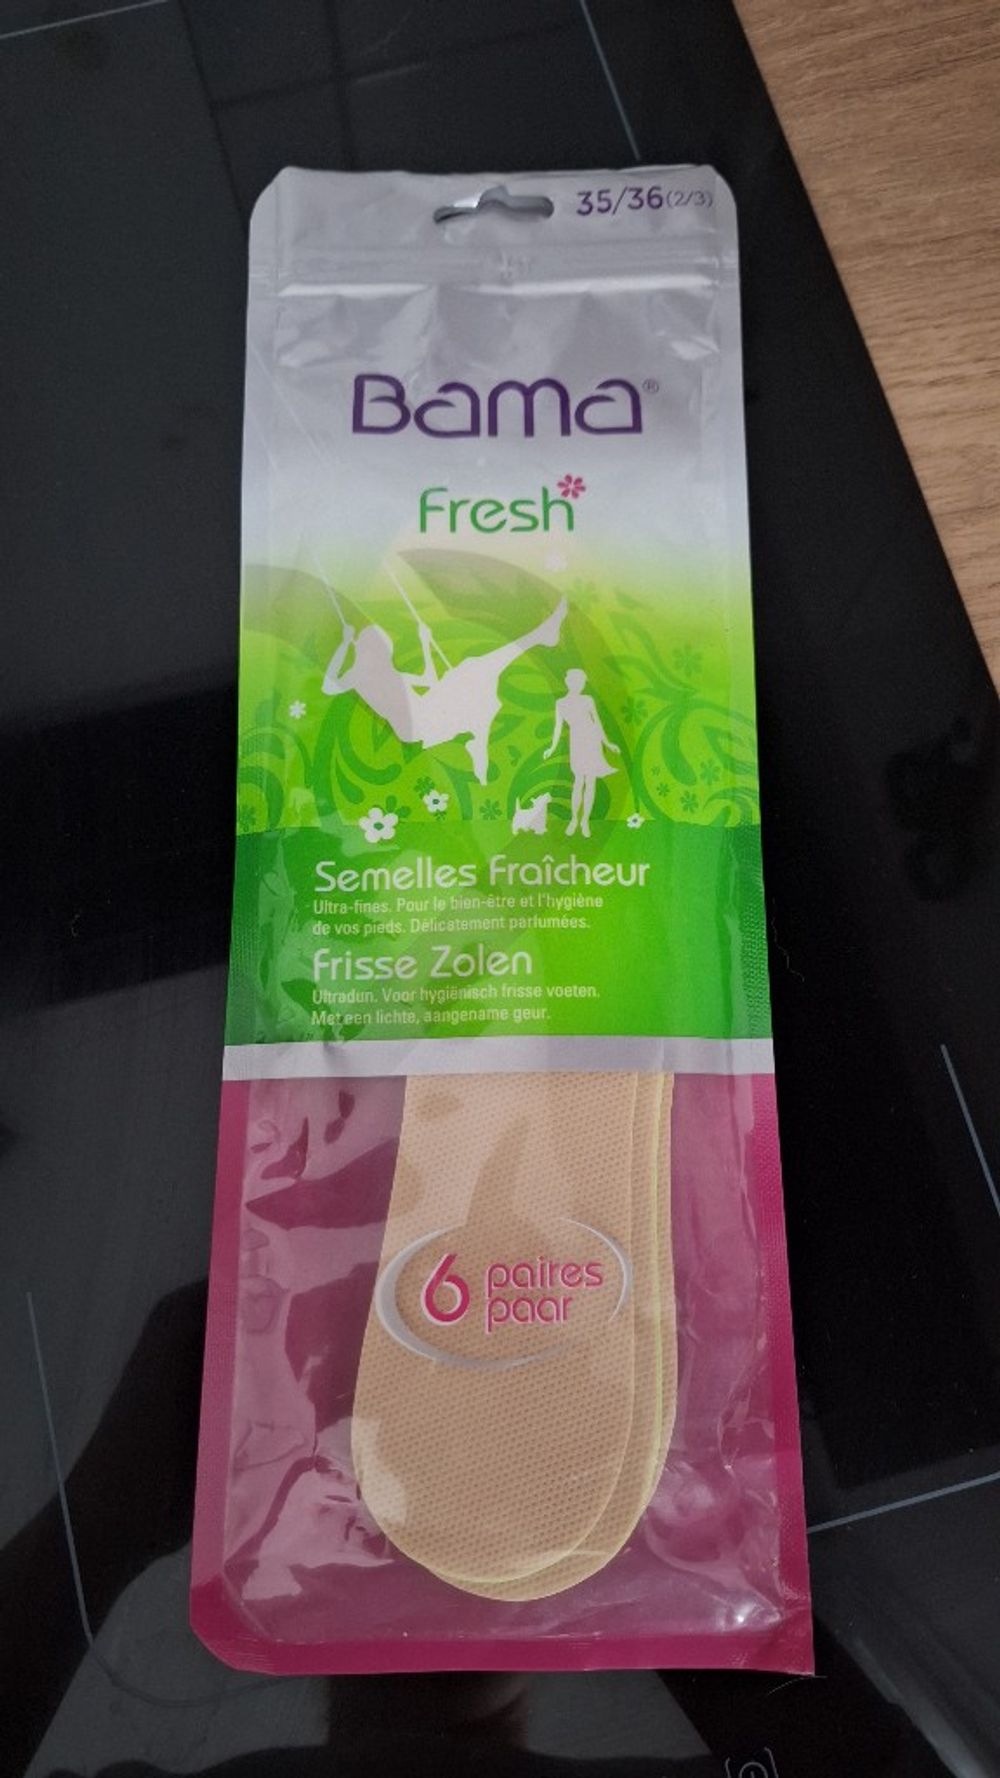 35/36(2/3)
Bama®
Fresh
Semelles Fraîcheur
Ultra-fines. Pour le bien-être et l'hygiène
de vos pieds. Délicatement parfumées.
Frisse Zolen
Ultradun. Voor hygiënisch frisse voeten.
Met een lichte, aangename geur.
6 paires
paar